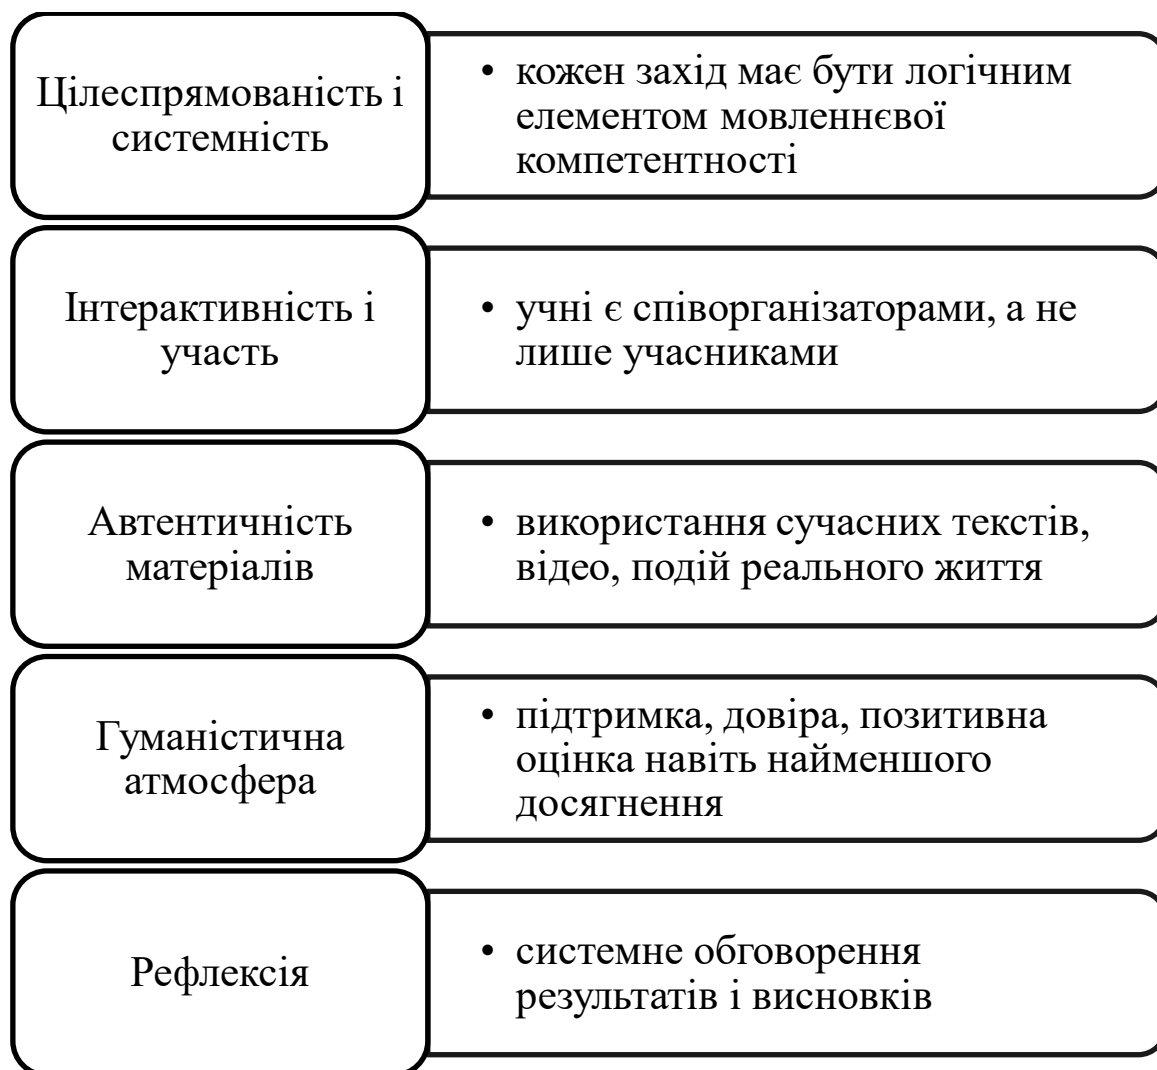 Цілеспрямованість і
системність
• кожен захід має бути логічним
елементом мовленнєвої
компетентності
Інтерактивність і
участь
• учні є співорганізаторами, а не
лише учасниками
Автентичність
матеріалів
• використання сучасних текстів,
відео, подій реального життя
Гуманістична
атмосфера
• підтримка, довіра, позитивна
оцінка навіть найменшого
досягнення
Рефлексія
• системне обговорення
результатів і висновків